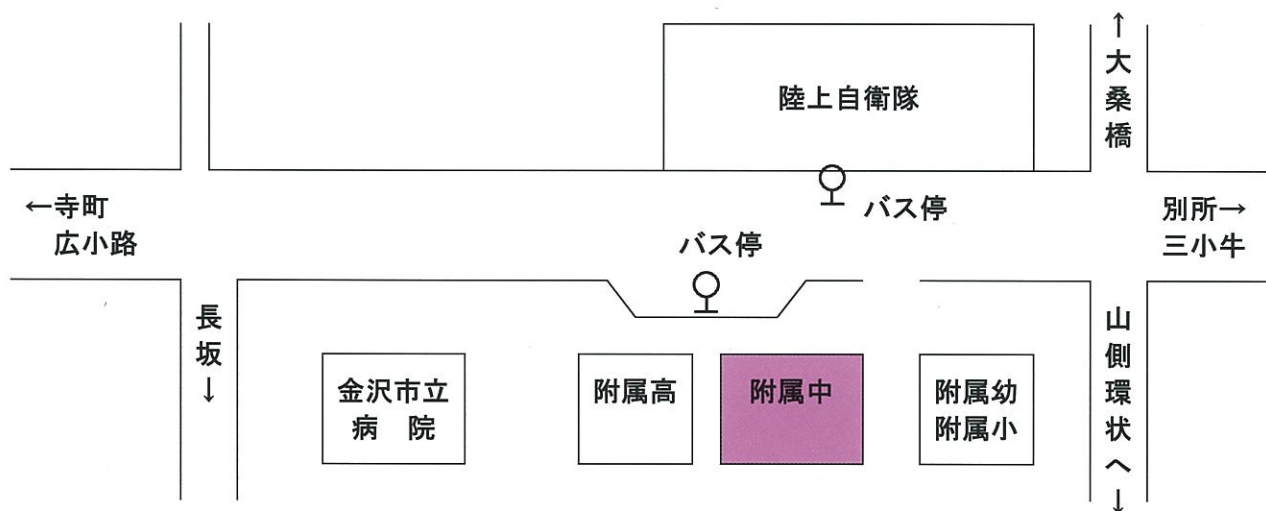 ↑大桑橋
陸上自衛隊
バス停
←寺町
広小路
別所→
三小牛
バス停
長坂↓
金沢市立
病　院
附属高
附属中
附属幼
附属小
山側環状へ↓